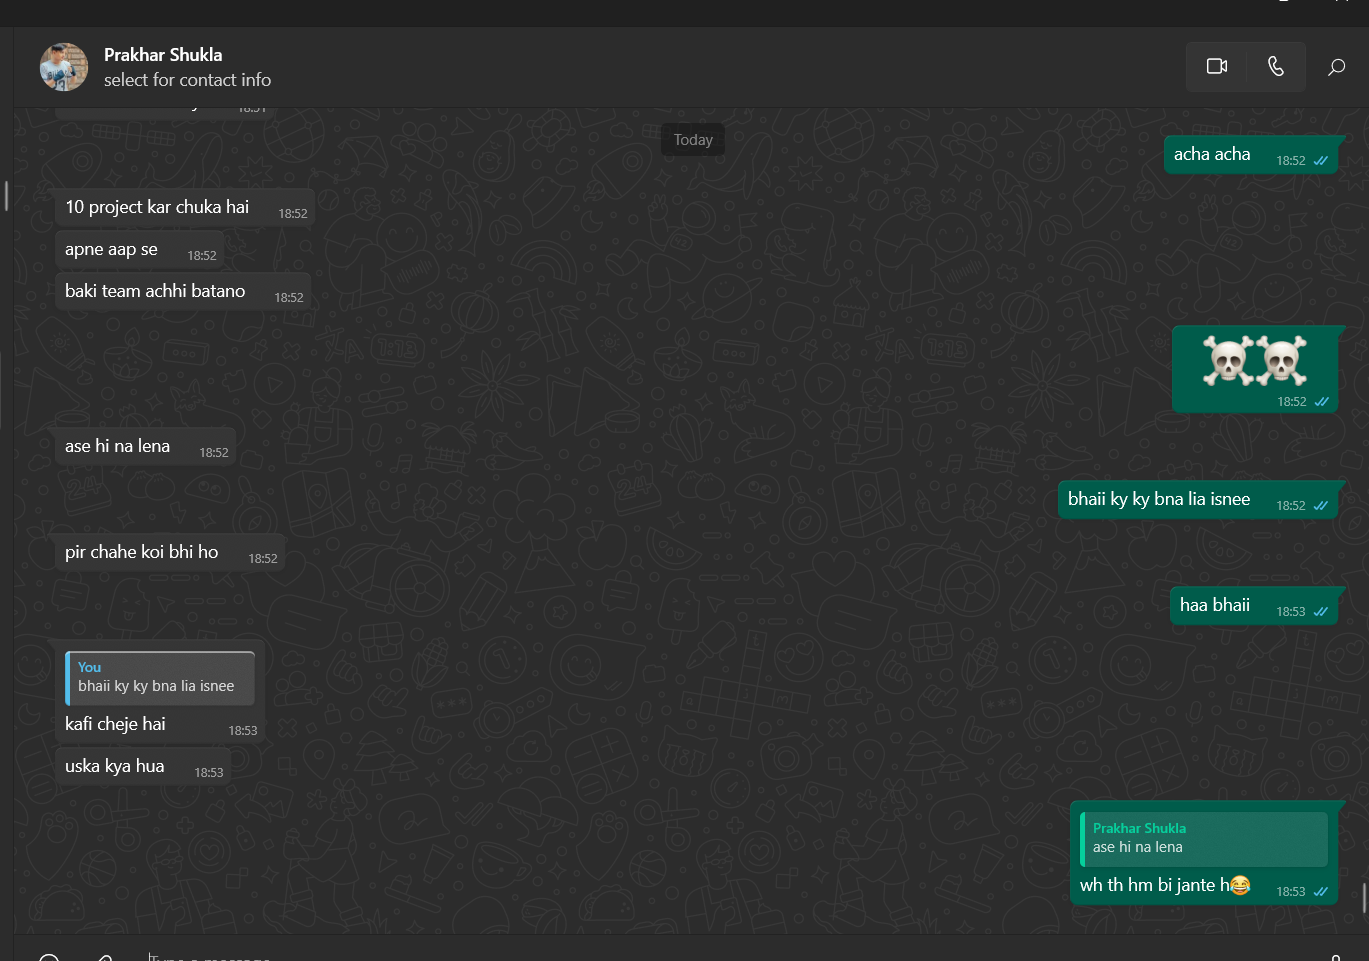 Prakhar Shukla
select for contact info
18:51
Today
acha acha 18:52
10 project kar chuka hai 18:52
apne aap se 18:52
baki team achhi batano 18:52
☠️☠️
18:52
ase hi na lena 18:52
bhaii ky ky bna lia isnee 18:52
pir chahe koi bhi ho 18:52
haa bhaii 18:53
You
bhaii ky ky bna lia isnee
kafi cheje hai 18:53
uska kya hua 18:53
Prakhar Shukla
ase hi na lena
wh th hm bi jante h😂 18:53
Type a message